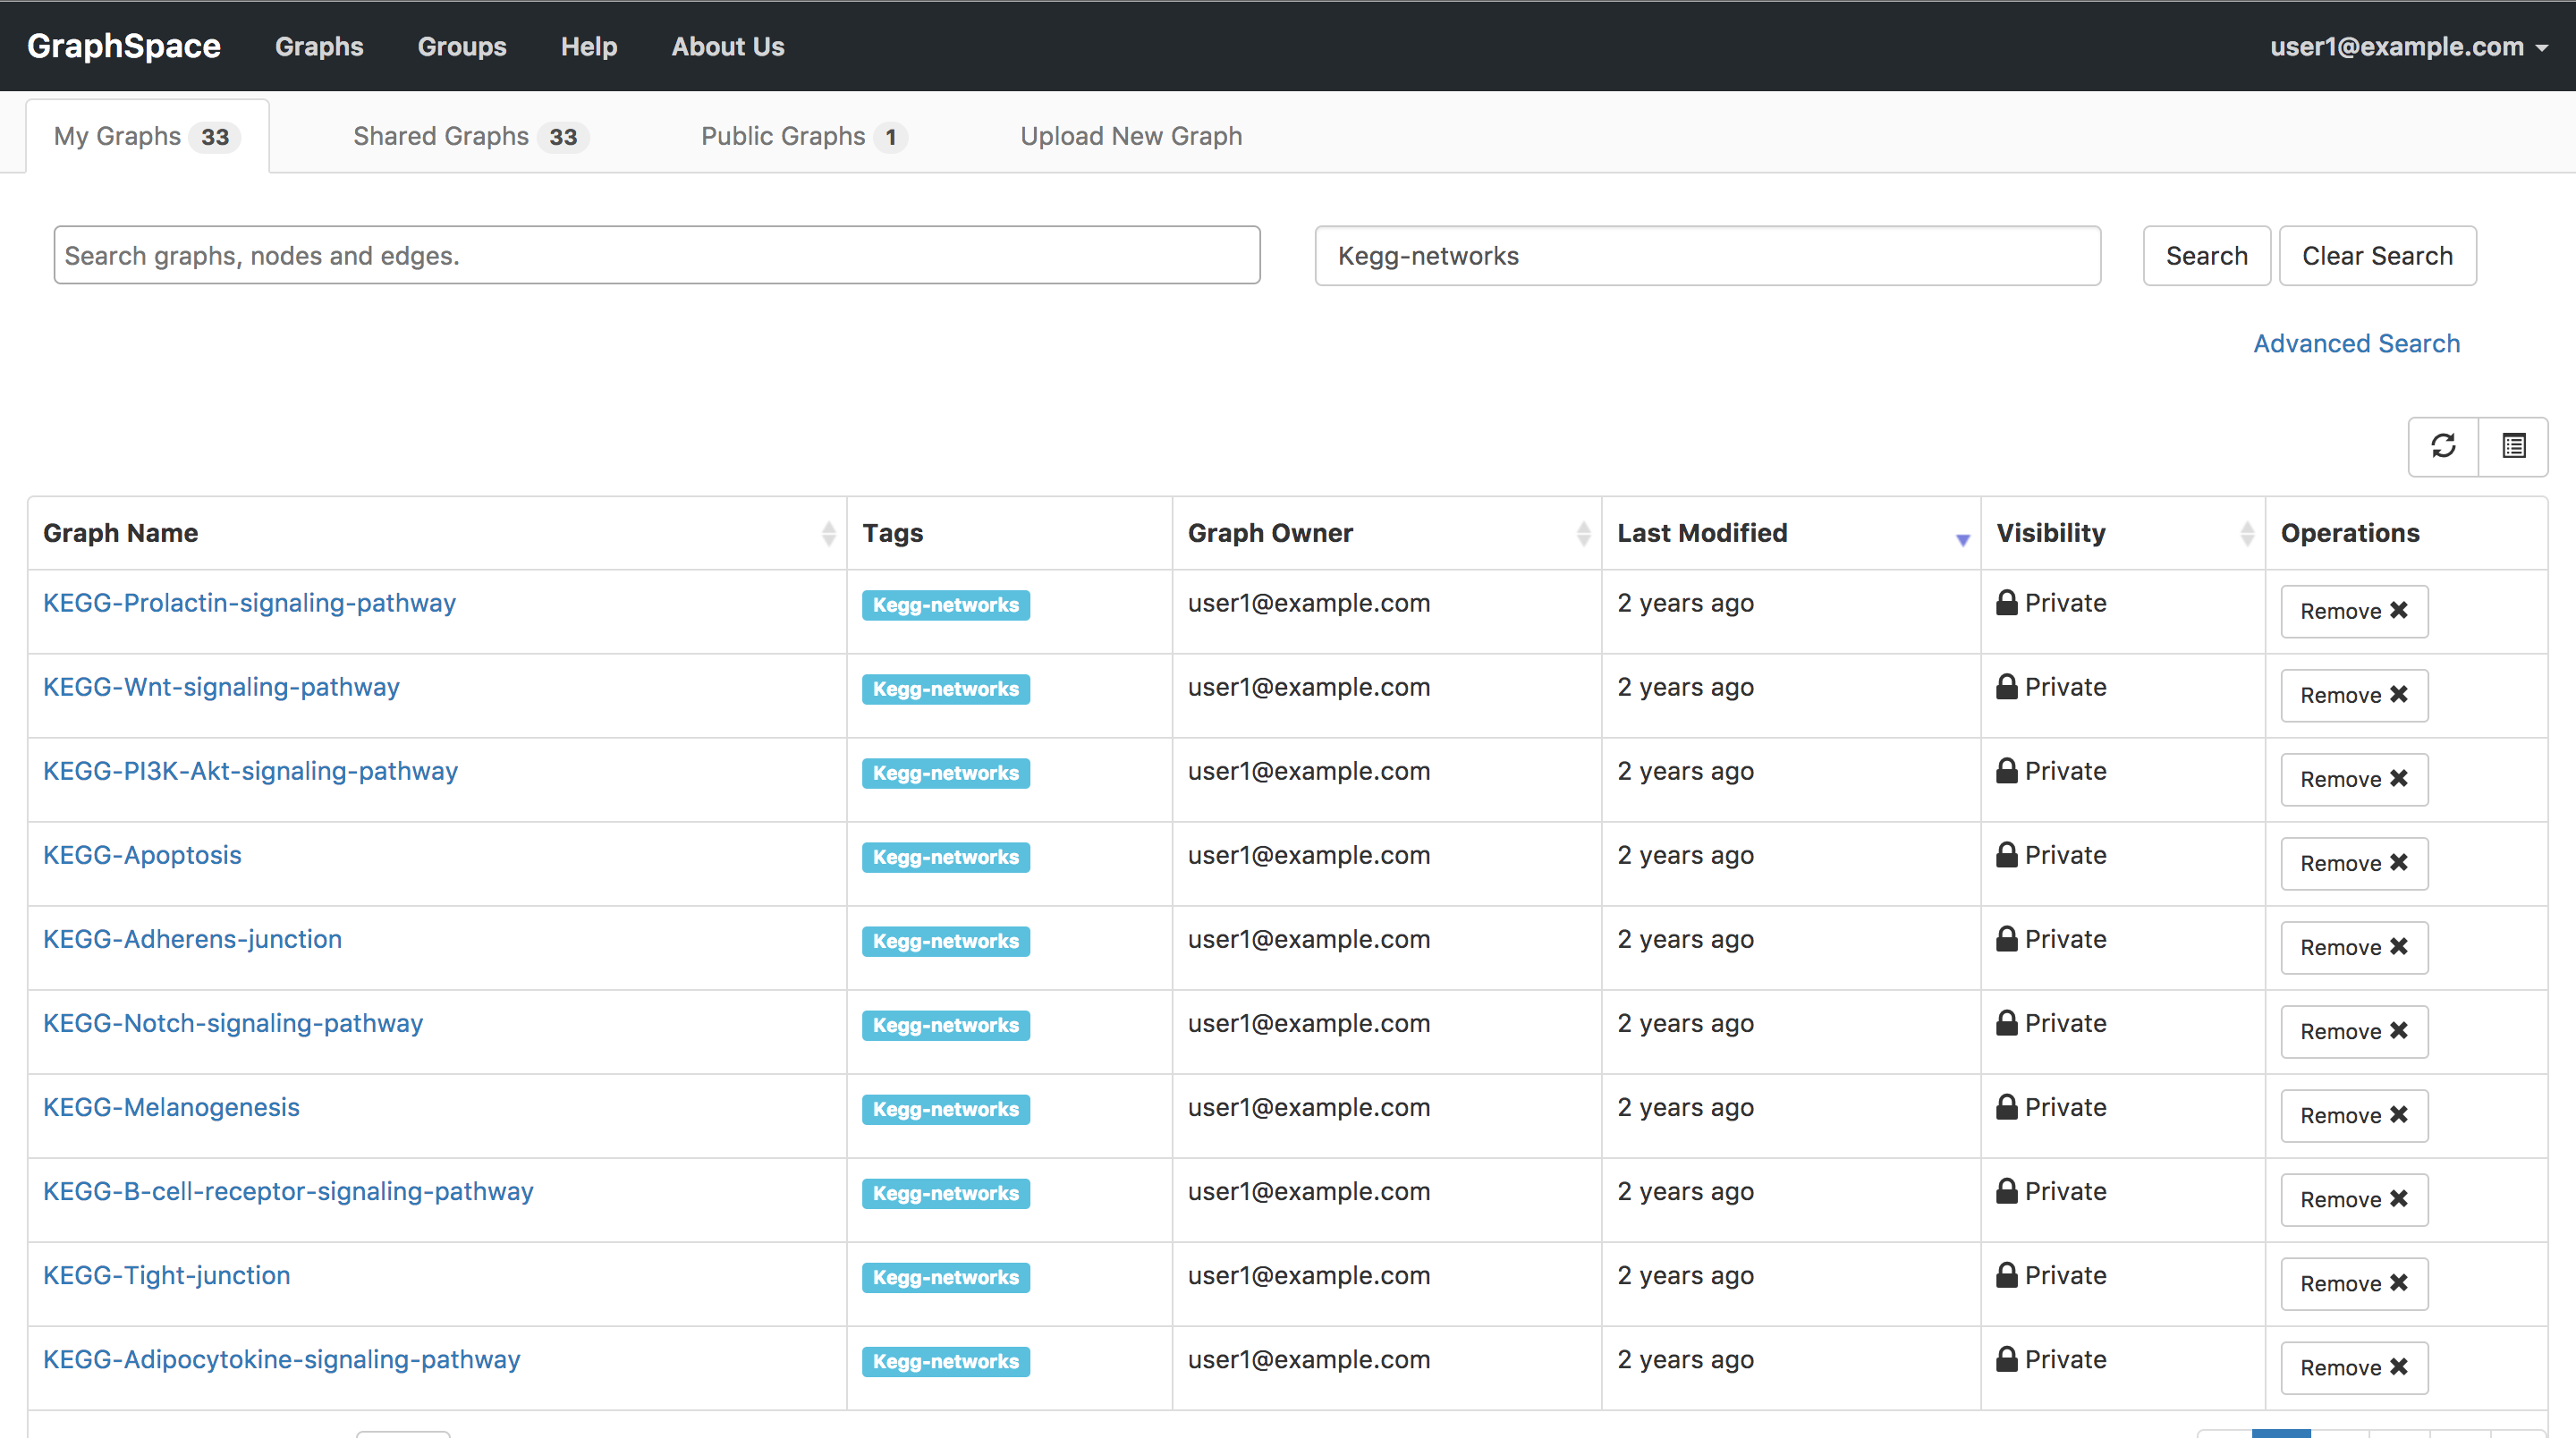 GraphSpace Graphs Groups Help About Us user1@example.com
My Graphs 33 Shared Graphs 33 Public Graphs 1 Upload New Graph
Search graphs, nodes and edges. Kegg-networks Search Clear Search
Advanced Search
Graph Name Tags Graph Owner Last Modified Visibility Operations
KEGG-Prolactin-signaling-pathway Kegg-networks user1@example.com 2 years ago Private Remove
KEGG-Wnt-signaling-pathway Kegg-networks user1@example.com 2 years ago Private Remove
KEGG-PI3K-Akt-signaling-pathway Kegg-networks user1@example.com 2 years ago Private Remove
KEGG-Apoptosis Kegg-networks user1@example.com 2 years ago Private Remove
KEGG-Adherens-junction Kegg-networks user1@example.com 2 years ago Private Remove
KEGG-Notch-signaling-pathway Kegg-networks user1@example.com 2 years ago Private Remove
KEGG-Melanogenesis Kegg-networks user1@example.com 2 years ago Private Remove
KEGG-B-cell-receptor-signaling-pathway Kegg-networks user1@example.com 2 years ago Private Remove
KEGG-Tight-junction Kegg-networks user1@example.com 2 years ago Private Remove
KEGG-Adipocytokine-signaling-pathway Kegg-networks user1@example.com 2 years ago Private Remove